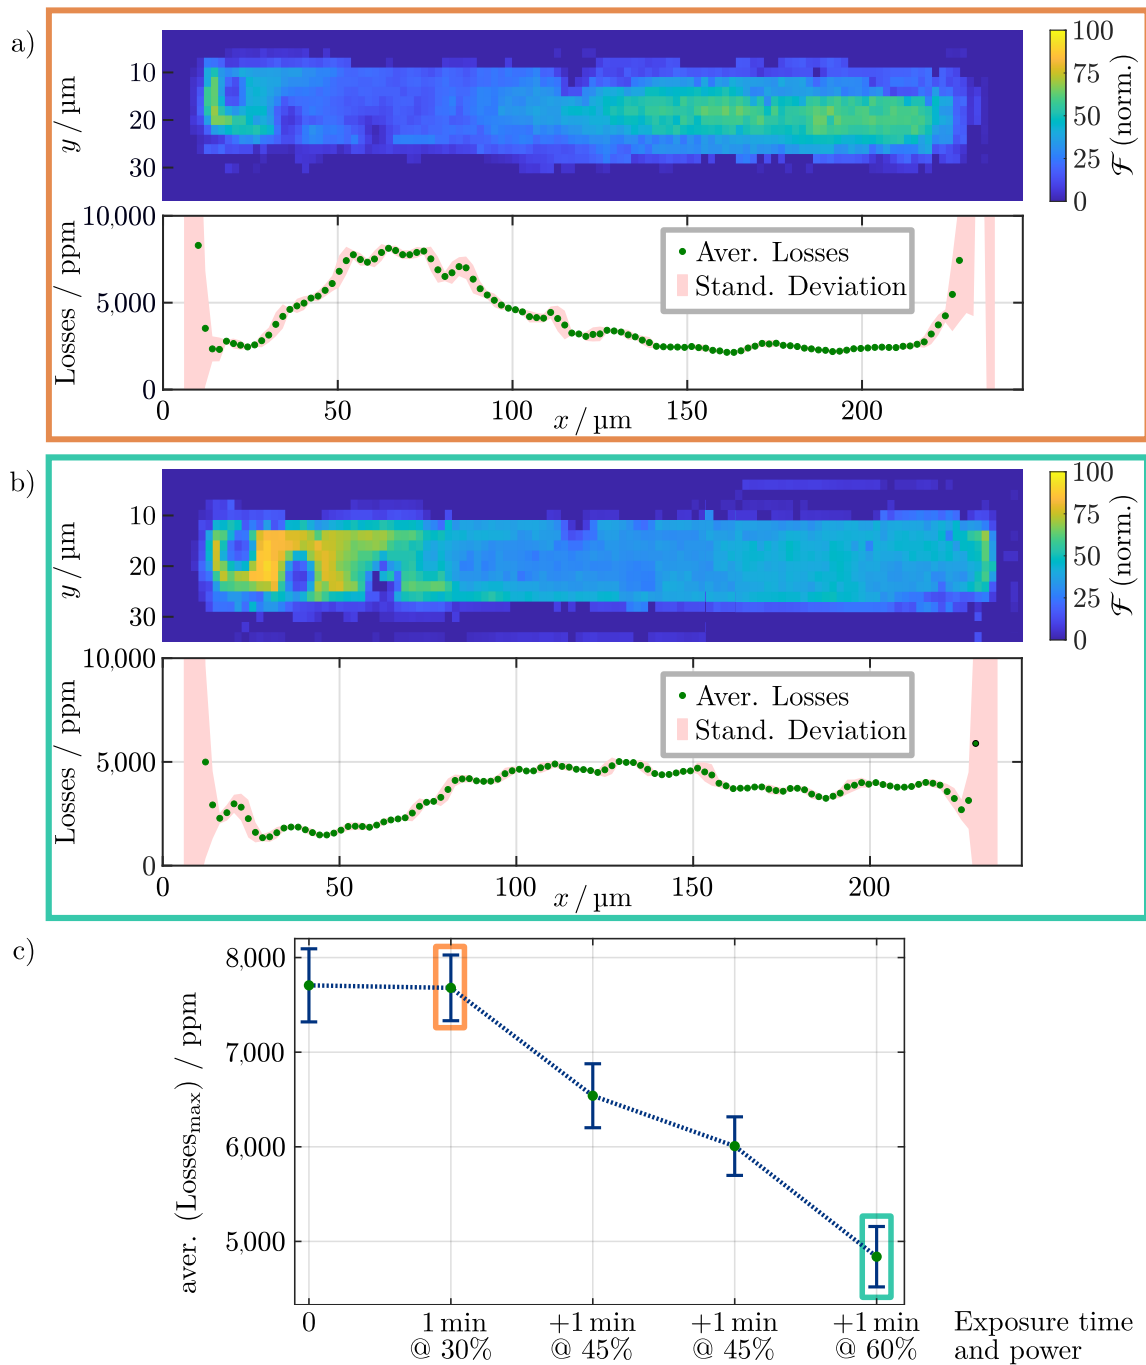 a)
10
20
30
y / µm
100
75
50
25
0
ℱ (norm.)
10,000
5,000
0
Losses / ppm
Aver. Losses
Stand. Deviation
0 50 100 150 200
x / µm
b)
10
20
30
y / µm
100
75
50
25
0
ℱ (norm.)
10,000
5,000
0
Losses / ppm
Aver. Losses
Stand. Deviation
0 50 100 150 200
x / µm
c)
8,000
7,000
6,000
5,000
aver. (Losses_max) / ppm
0 1 min +1 min +1 min +1 min Exposure time
@ 30% @ 45% @ 45% @ 60% and power